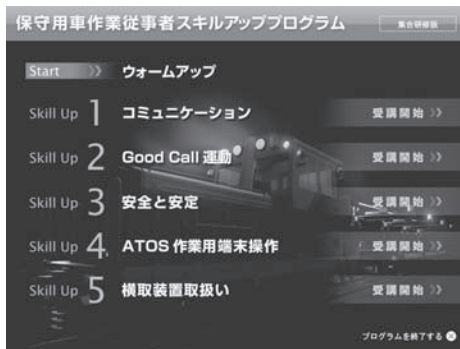 保守用車作業従事者スキルアッププログラム
集合研修版
Start 》 ウォームアップ
Skill Up 1 コミュニケーション 受講開始 》
Skill Up 2 Good Call 運動 受講開始 》
Skill Up 3 安全と安定 受講開始 》
Skill Up 4 ATOS 作業用端末操作 受講開始 》
Skill Up 5 横取装置取扱い 受講開始 》
プログラムを終了する